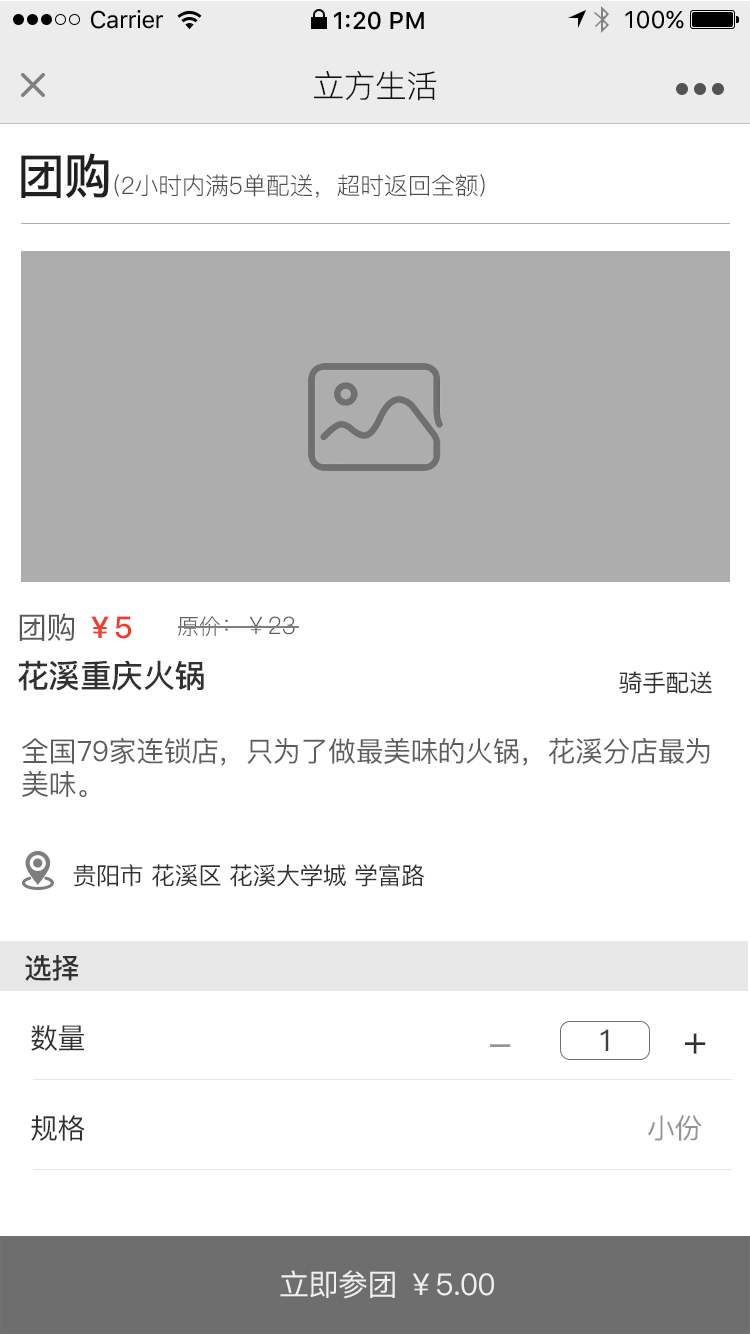 Carrier 1:20 PM 100%
立方生活
团购(2小时内满5单配送，超时返回全额)
团购 ¥5 原价：¥23
花溪重庆火锅 骑手配送
全国79家连锁店，只为了做最美味的火锅，花溪分店最为
美味。
贵阳市 花溪区 花溪大学城 学富路
选择
数量 − 1 +
规格 小份
立即参团 ¥5.00